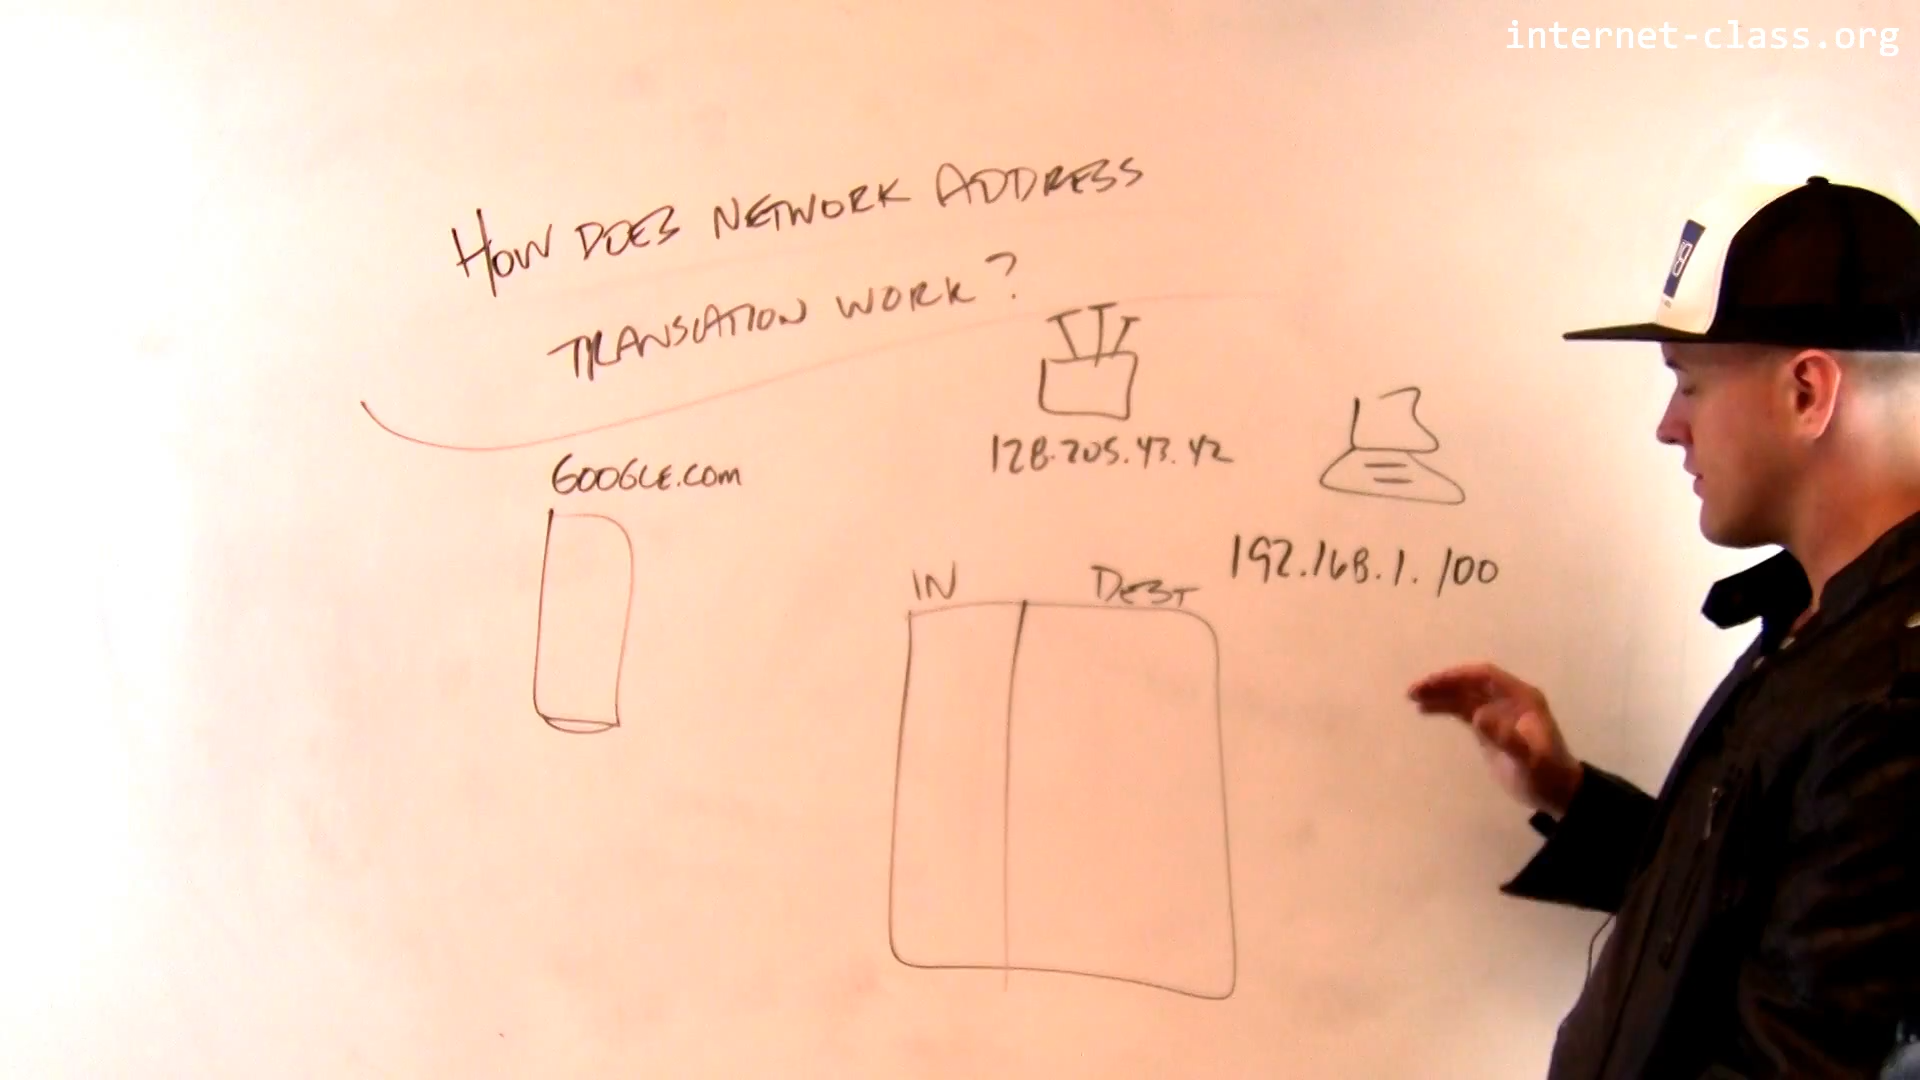 internet-class.org
HOW DOES NETWORK ADDRESS
TRANSLATION WORK?
GOOGLE.COM
128.205.43.42
192.168.1.100
IN DEST